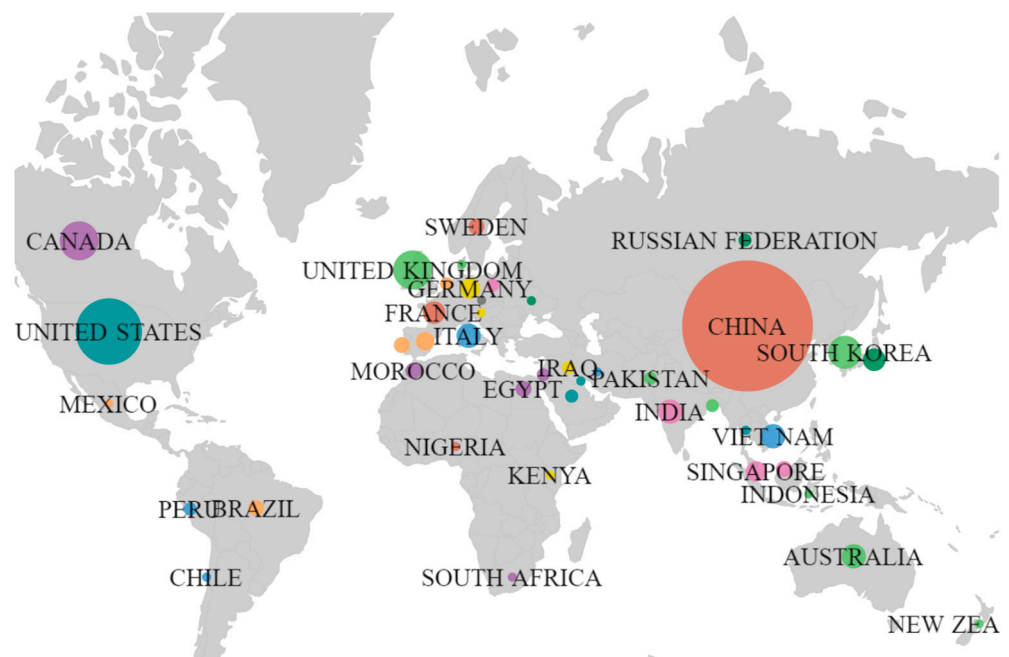 SWEDEN
CANADA
RUSSIAN FEDERATION
UNITED KINGDOM
GERMANY
FRANCE
CHINA
UNITED STATES
ITALY
SOUTH KOREA
MOROCCO
IRAQ
PAKISTAN
EGYPT
MEXICO
INDIA
VIET NAM
NIGERIA
SINGAPORE
KENYA
INDONESIA
PERU
BRAZIL
AUSTRALIA
CHILE
SOUTH AFRICA
NEW ZEA